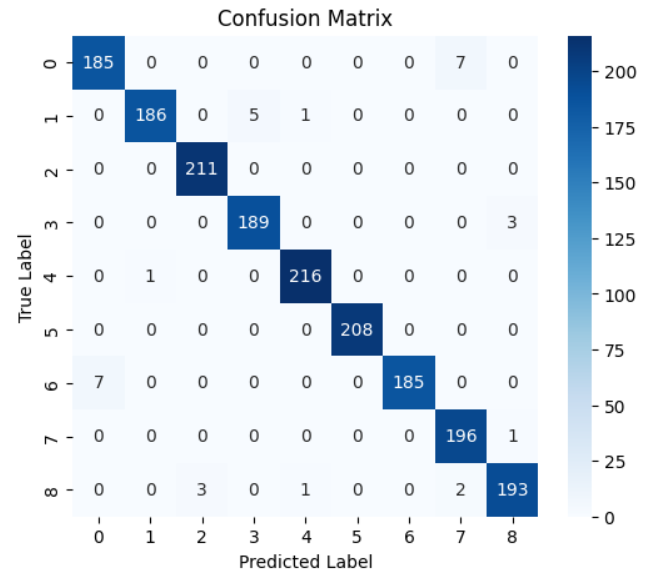 Confusion Matrix
True Label
0 185 0 0 0 0 0 0 7 0
1 0 186 0 5 1 0 0 0 0
2 0 0 211 0 0 0 0 0 0
3 0 0 0 189 0 0 0 0 3
4 0 1 0 0 216 0 0 0 0
5 0 0 0 0 0 208 0 0 0
6 7 0 0 0 0 0 185 0 0
7 0 0 0 0 0 0 0 196 1
8 0 0 3 0 1 0 0 2 193
0 1 2 3 4 5 6 7 8
Predicted Label
200
175
150
125
100
75
50
25
0